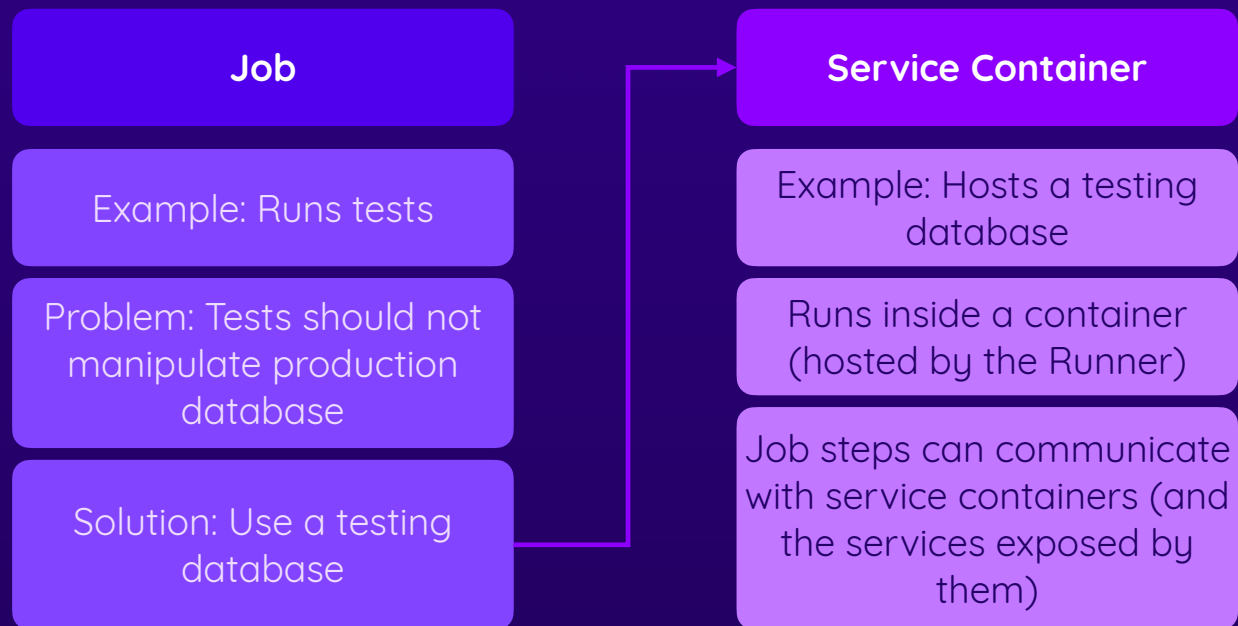 Job
Example: Runs tests
Problem: Tests should not
manipulate production
database
Solution: Use a testing
database
Service Container
Example: Hosts a testing
database
Runs inside a container
(hosted by the Runner)
Job steps can communicate
with service containers (and
the services exposed by
them)